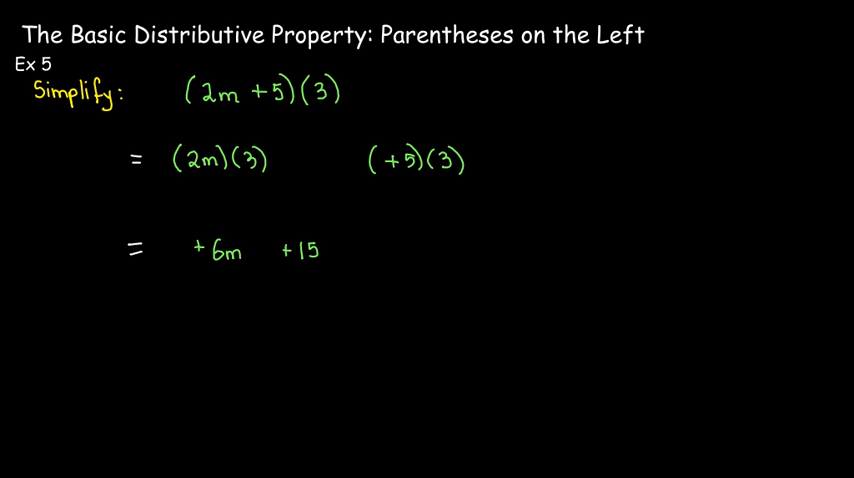 The Basic Distributive Property: Parentheses on the Left
Ex 5
Simplify: (2m +5)(3)
= (2m)(3) (+5)(3)
= +6m +15